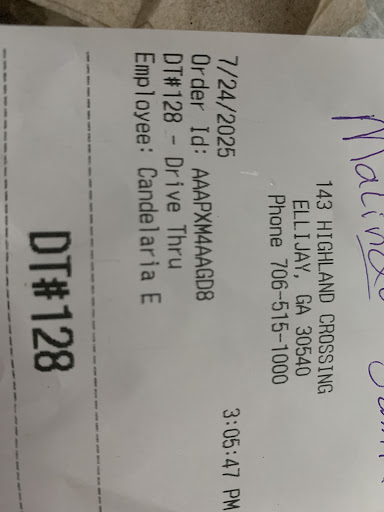 143 HIGHLAND CROSSING
ELLIJAY, GA 30540
Phone 706-515-1000
7/24/2025 3:05:47 PM
Order Id: AAAPXM4AAGD8
DT#128 - Drive Thru
Employee: Candelaria E
DT#128